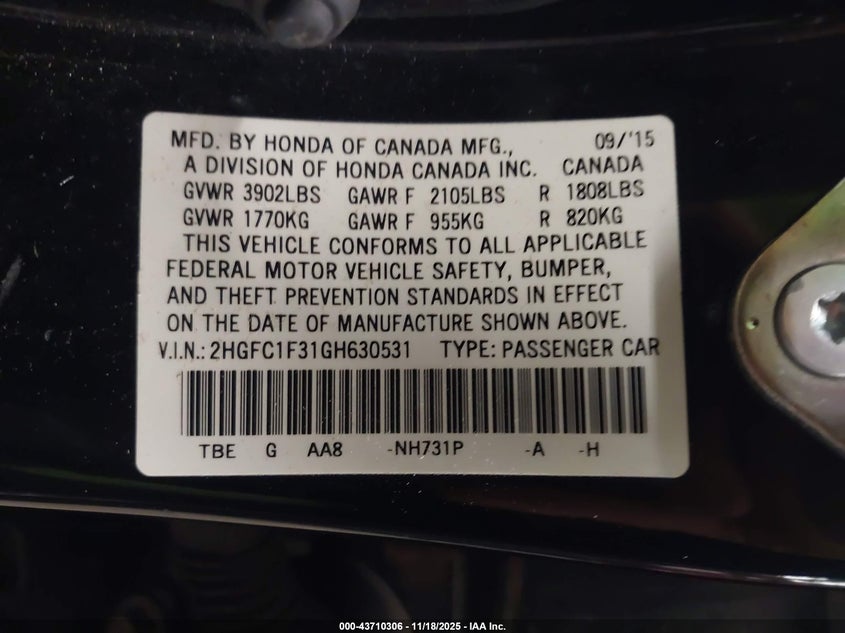 MFD. BY HONDA OF CANADA MFG., 09/'15
A DIVISION OF HONDA CANADA INC. CANADA
GVWR 3902LBS GAWR F 2105LBS R 1808LBS
GVWR 1770KG GAWR F 955KG R 820KG
THIS VEHICLE CONFORMS TO ALL APPLICABLE
FEDERAL MOTOR VEHICLE SAFETY, BUMPER,
AND THEFT PREVENTION STANDARDS IN EFFECT
ON THE DATE OF MANUFACTURE SHOWN ABOVE.
V.I.N.: 2HGFC1F31GH630531 TYPE: PASSENGER CAR
TBE G AA8 -NH731P -A -H
000-43710306 | 11/18/2025 - IAA Inc.